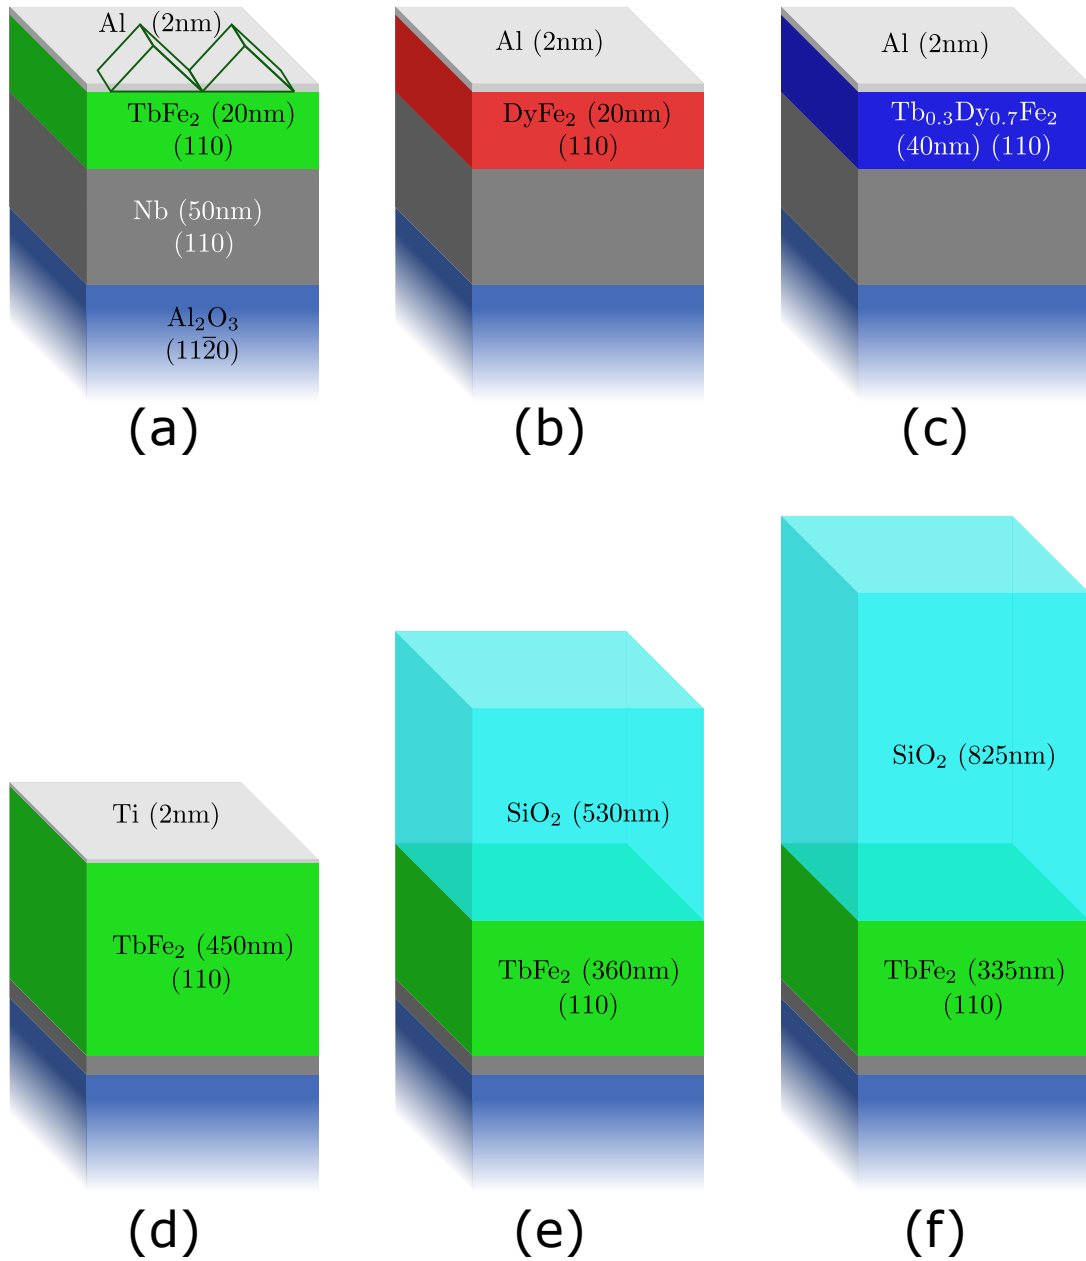 Al (2nm)
TbFe₂ (20nm)
(110)
Nb (50nm)
(110)
Al₂O₃
(112̅0)
(a)
Al (2nm)
DyFe₂ (20nm)
(110)
(b)
Al (2nm)
Tb₀.₃Dy₀.₇Fe₂
(40nm) (110)
(c)
Ti (2nm)
TbFe₂ (450nm)
(110)
(d)
SiO₂ (530nm)
TbFe₂ (360nm)
(110)
(e)
SiO₂ (825nm)
TbFe₂ (335nm)
(110)
(f)